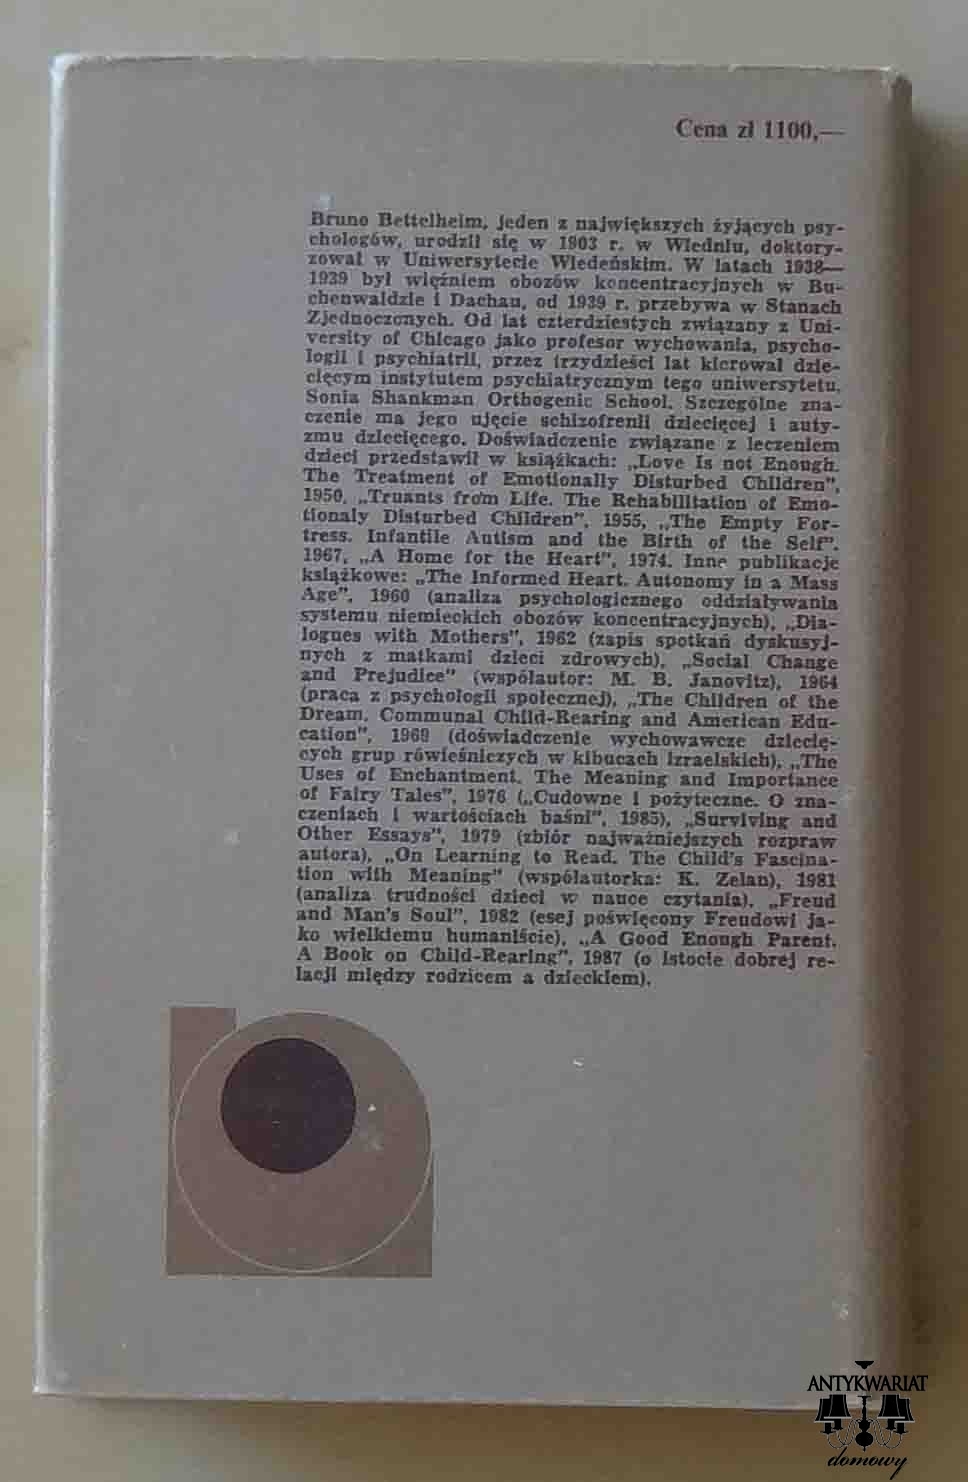 Cena zł 1100,—
Bruno Bettelheim, jeden z największych żyjących psy-
chologów, urodził się w 1903 r. w Wiedniu, doktory-
zował w Uniwersytecie Wiedeńskim. W latach 1938—
1939 był więźniem obozów koncentracyjnych w Bu-
chenwaldzie i Dachau, od 1939 r. przebywa w Stanach
Zjednoczonych. Od lat czterdziestych związany z Uni-
versity of Chicago jako profesor wychowania, psycho-
logii i psychiatrii, przez trzydzieści lat kierował dzie-
cięcym instytutem psychiatrycznym tego uniwersytetu,
Sonia Shankman Orthogenic School. Szczególne zna-
czenie ma jego ujęcie schizofrenii dziecięcej i auty-
zmu dziecięcego. Doświadczenie związane z leczeniem
dzieci przedstawił w książkach: „Love Is not Enough.
The Treatment of Emotionally Disturbed Children”,
1950, „Truants from Life. The Rehabilitation of Emo-
tionaly Disturbed Children”, 1955, „The Empty For-
tress. Infantile Autism and the Birth of the Self”,
1967, „A Home for the Heart”, 1974. Inne publikacje
książkowe: „The Informed Heart. Autonomy in a Mass
Age”, 1960 (analiza psychologicznego oddziaływania
systemu niemieckich obozów koncentracyjnych), „Dia-
logues with Mothers”, 1962 (zapis spotkań dyskusyj-
nych z matkami dzieci zdrowych), „Social Change
and Prejudice” (współautor: M. B. Janovitz), 1964
(praca z psychologii społecznej), „The Children of the
Dream. Communal Child-Rearing and American Edu-
cation”, 1969 (doświadczenie wychowawcze dziecię-
cych grup rówieśniczych w kibucach izraelskich), „The
Uses of Enchantment. The Meaning and Importance
of Fairy Tales”, 1976 („Cudowne i pożyteczne. O zna-
czeniach i wartościach baśni”, 1985), „Surviving and
Other Essays”, 1979 (zbiór najważniejszych rozpraw
autora), „On Learning to Read. The Child's Fascina-
tion with Meaning” (współautorka: K. Zelan), 1981
(analiza trudności dzieci w nauce czytania), „Freud
and Man's Soul”, 1982 (esej poświęcony Freudowi ja-
ko wielkiemu humaniście), „A Good Enough Parent.
A Book on Child-Rearing”, 1987 (o istocie dobrej re-
lacji między rodzicem a dzieckiem).
ANTYKWARIAT
domowy